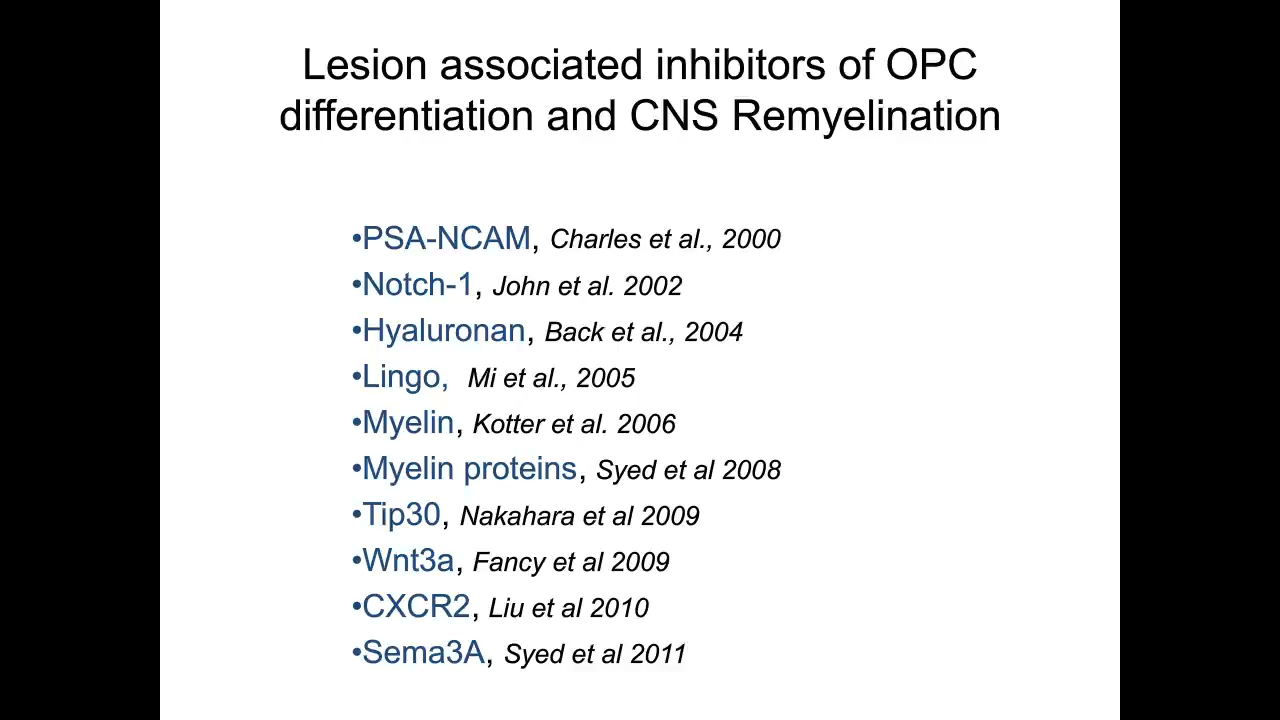 Lesion associated inhibitors of OPC
differentiation and CNS Remyelination
•PSA-NCAM, Charles et al., 2000
•Notch-1, John et al. 2002
•Hyaluronan, Back et al., 2004
•Lingo, Mi et al., 2005
•Myelin, Kotter et al. 2006
•Myelin proteins, Syed et al 2008
•Tip30, Nakahara et al 2009
•Wnt3a, Fancy et al 2009
•CXCR2, Liu et al 2010
•Sema3A, Syed et al 2011